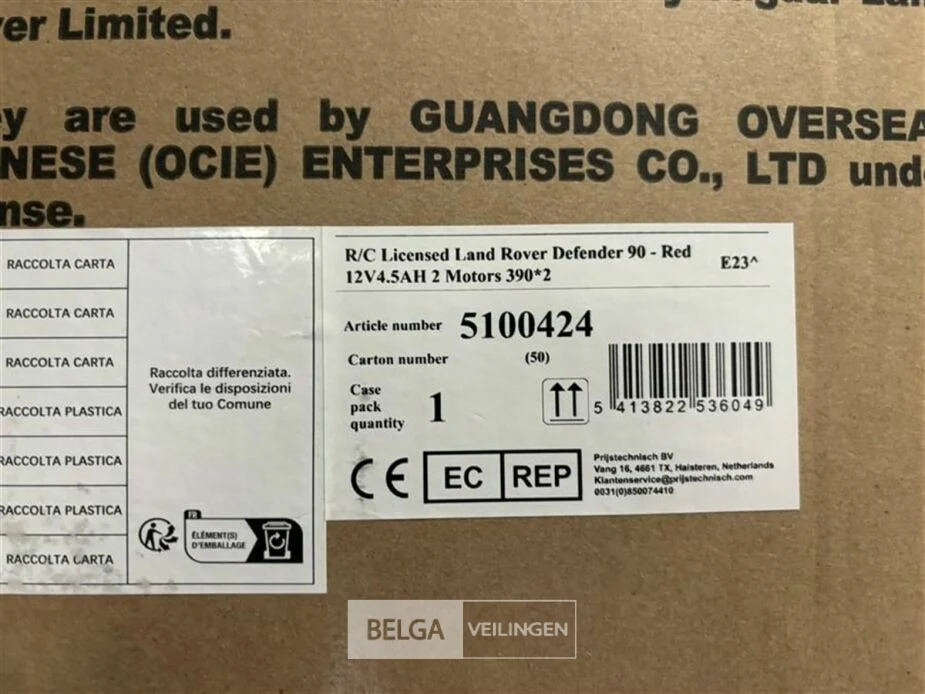 er Limited.
ey are used by GUANGDONG OVERSEA
NESE (OCIE) ENTERPRISES CO., LTD und
nse.
RACCOLTA CARTA
RACCOLTA CARTA
RACCOLTA CARTA
RACCOLTA PLASTICA
RACCOLTA PLASTICA
RACCOLTA PLASTICA
RACCOLTA CARTA
Raccolta differenziata.
Verifica le disposizioni
del tuo Comune
FR
ÉLÉMENT(S)
D'EMBALLAGE
R/C Licensed Land Rover Defender 90 - Red
12V4.5AH 2 Motors 390*2
E23^
Article number 5100424
Carton number (50)
Case
pack
quantity
1
5 413822 536049
CE EC REP
Prijstechnisch BV
Vang 16, 4661 TX, Halsteren, Netherlands
Klantenservice@prijstechnisch.com
0031(0)850074410
BELGA VEILINGEN